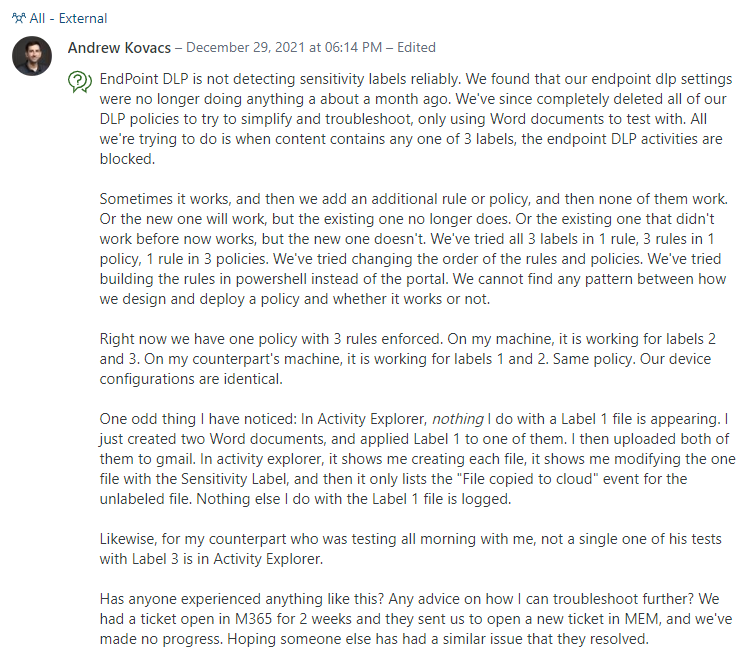 All - External
Andrew Kovacs – December 29, 2021 at 06:14 PM – Edited
EndPoint DLP is not detecting sensitivity labels reliably. We found that our endpoint dlp settings
were no longer doing anything a about a month ago. We've since completely deleted all of our
DLP policies to try to simplify and troubleshoot, only using Word documents to test with. All
we're trying to do is when content contains any one of 3 labels, the endpoint DLP activities are
blocked.
Sometimes it works, and then we add an additional rule or policy, and then none of them work.
Or the new one will work, but the existing one no longer does. Or the existing one that didn't
work before now works, but the new one doesn't. We've tried all 3 labels in 1 rule, 3 rules in 1
policy, 1 rule in 3 policies. We've tried changing the order of the rules and policies. We've tried
building the rules in powershell instead of the portal. We cannot find any pattern between how
we design and deploy a policy and whether it works or not.
Right now we have one policy with 3 rules enforced. On my machine, it is working for labels 2
and 3. On my counterpart's machine, it is working for labels 1 and 2. Same policy. Our device
configurations are identical.
One odd thing I have noticed: In Activity Explorer, nothing I do with a Label 1 file is appearing. I
just created two Word documents, and applied Label 1 to one of them. I then uploaded both of
them to gmail. In activity explorer, it shows me creating each file, it shows me modifying the one
file with the Sensitivity Label, and then it only lists the "File copied to cloud" event for the
unlabeled file. Nothing else I do with the Label 1 file is logged.
Likewise, for my counterpart who was testing all morning with me, not a single one of his tests
with Label 3 is in Activity Explorer.
Has anyone experienced anything like this? Any advice on how I can troubleshoot further? We
had a ticket open in M365 for 2 weeks and they sent us to open a new ticket in MEM, and we've
made no progress. Hoping someone else has had a similar issue that they resolved.